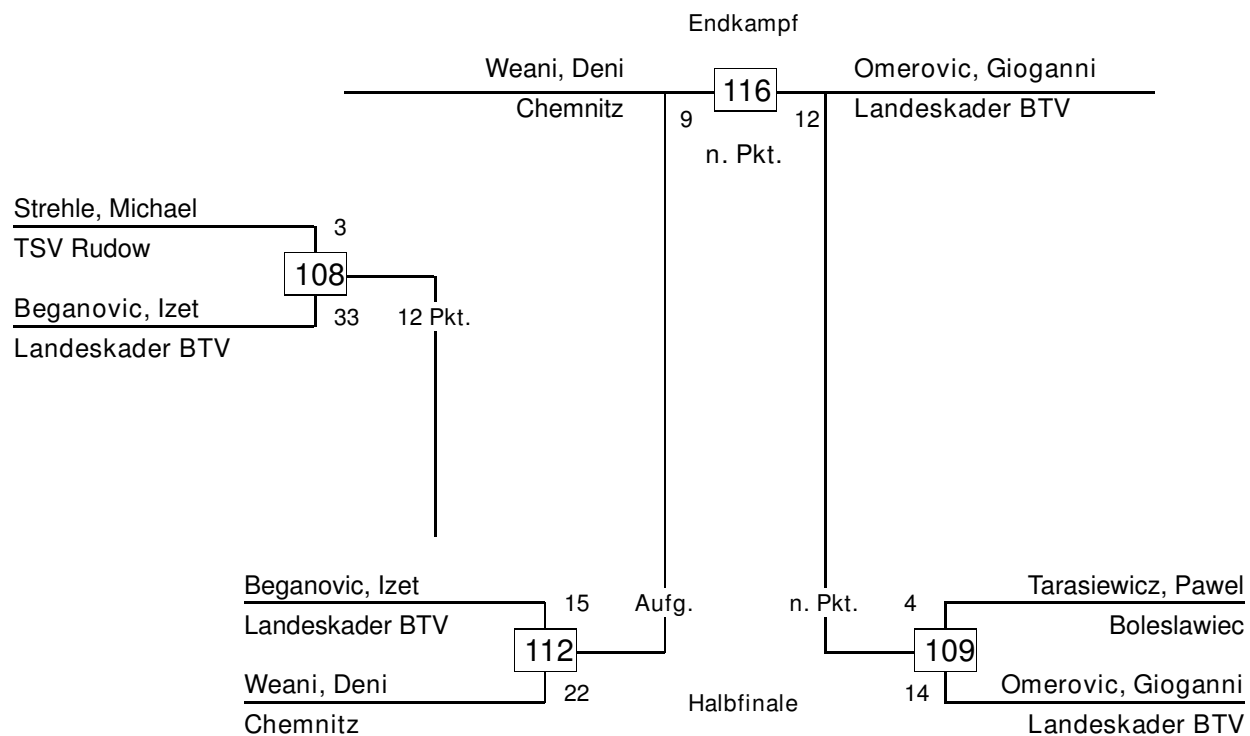 Endkampf
Weani, Deni
116
Omerovic, Gioganni
Chemnitz
9
12
Landeskader BTV
n. Pkt.
Strehle, Michael
3
TSV Rudow
108
Beganovic, Izet
33
12 Pkt.
Landeskader BTV
Beganovic, Izet
15
Aufg.
n. Pkt.
4
Tarasiewicz, Pawel
Landeskader BTV
Boleslawiec
112
109
Weani, Deni
22
Halbfinale
14
Omerovic, Gioganni
Chemnitz
Landeskader BTV